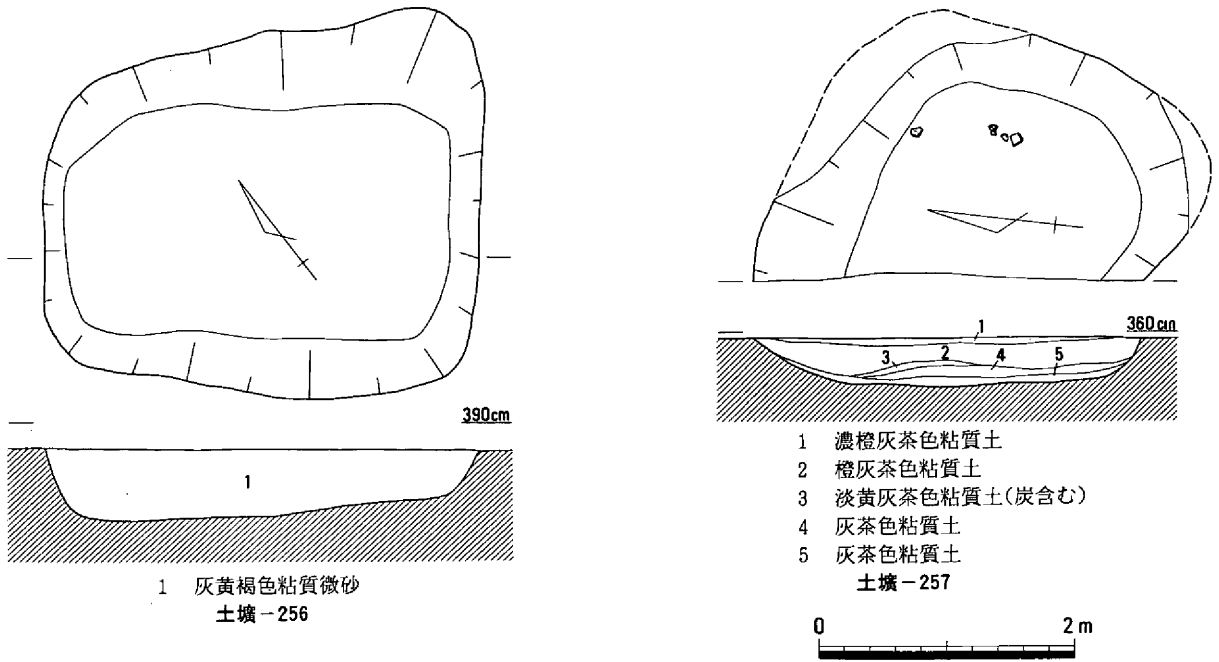 390cm
1
1 灰黄褐色粘質微砂
土壙－256
360cm
1
3 2 4 5
1 濃橙灰茶色粘質土
2 橙灰茶色粘質土
3 淡黄灰茶色粘質土(炭含む)
4 灰茶色粘質土
5 灰茶色粘質土
土壙－257
0 2m